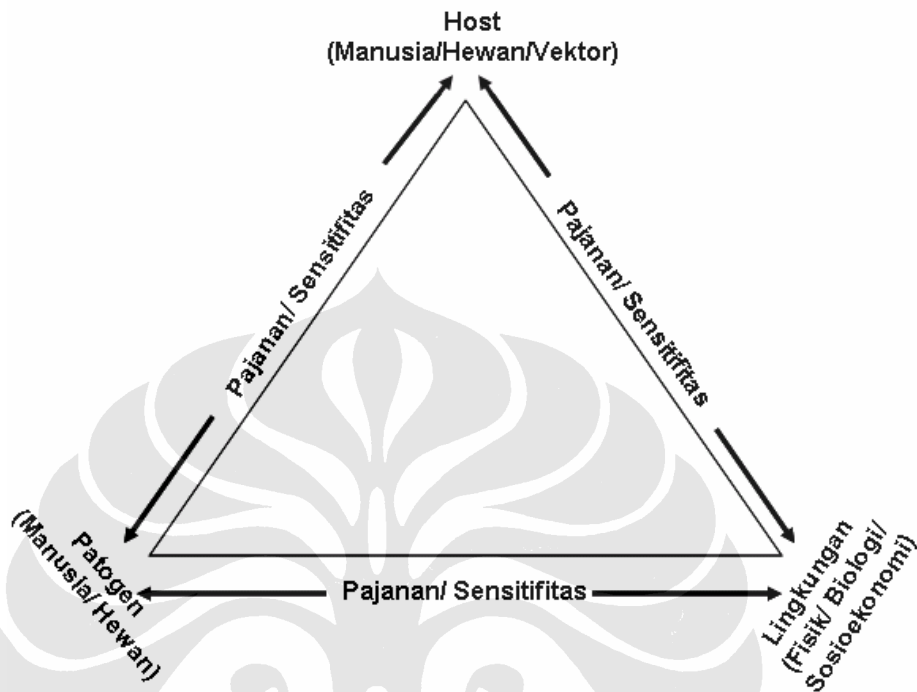 Host
(Manusia/Hewan/Vektor)
Pajanan/ Sensitifitas
Pajanan/ Sensitifitas
Patogen
(Manusia/ Hewan)
Pajanan/ Sensitifitas
Lingkungan
(Fisik/ Biologi/
Sosioekonomi)